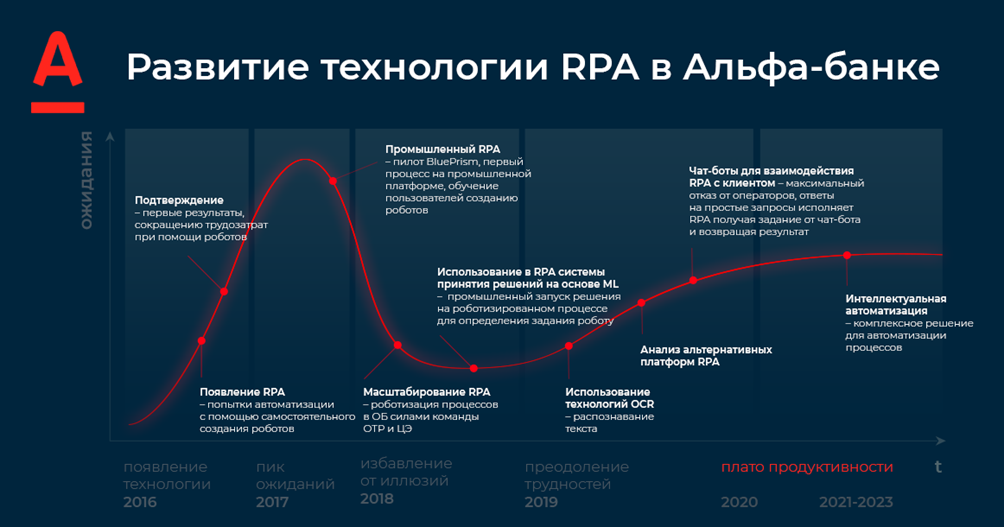 А
Развитие технологии RPA в Альфа-банке
ожидания
Подтверждение
– первые результаты,
сокращению трудозатрат
при помощи роботов
Появление RPA
– попытки автоматизации
с помощью самостоятельного
создания роботов
Промышленный RPA
– пилот BluePrism, первый
процесс на промышленной
платформе, обучение
пользователей созданию
роботов
Масштабирование RPA
– роботизация процессов
в ОБ силами команды
ОТР и ЦЭ
Использование в RPA системы
принятия решений на основе ML
– промышленный запуск решения
на роботизированном процессе
для определения задания роботу
Использование
технологий OCR
– распознавание
текста
Анализ альтернативных
платформ RPA
Чат-боты для взаимодействия
RPA с клиентом – максимальный
отказ от операторов, ответы
на простые запросы исполняет
RPA получая задание от чат-бота
и возвращая результат
Интеллектуальная
автоматизация
– комплексное решение
для автоматизации
процессов
появление
технологии
2016
пик
ожиданий
2017
избавление
от иллюзий
2018
преодоление
трудностей
2019
плато продуктивности
2020
2021-2023
t